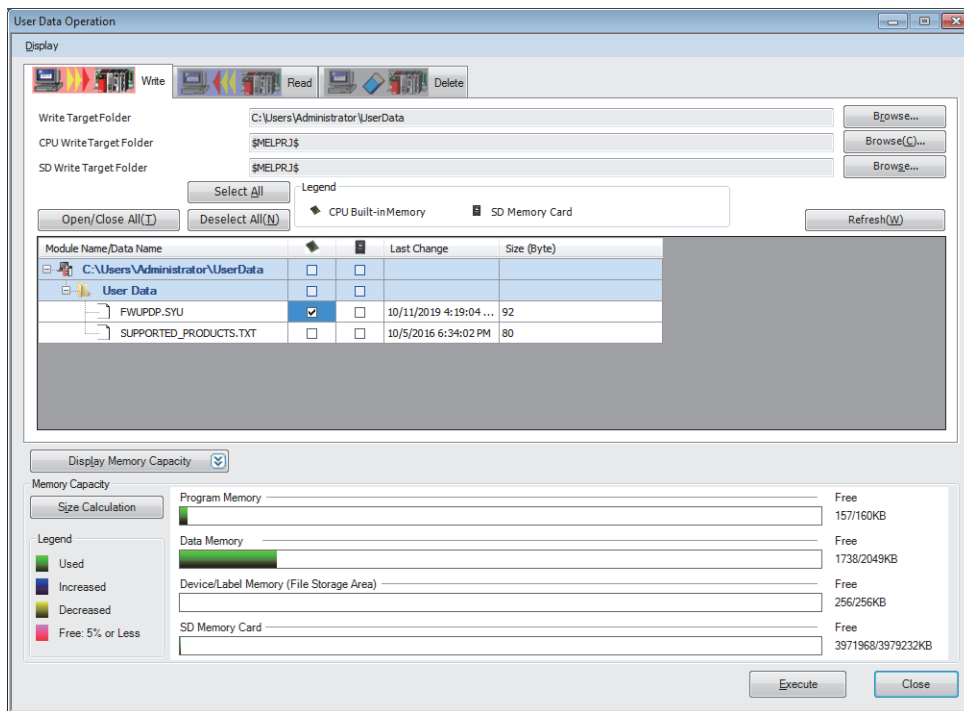 User Data Operation
Display
Write Read Delete
Write Target Folder C:\Users\Administrator\UserData Browse...
CPU Write Target Folder $MELPRJ$ Browse(C)...
SD Write Target Folder $MELPRJ$ Browse...
Select All Legend
Open/Close All(T) Deselect All(N) CPU Built-in Memory SD Memory Card Refresh(W)
Module Name/Data Name Last Change Size (Byte)
C:\Users\Administrator\UserData
User Data
FWUPDP.SYU 10/11/2019 4:19:04 ... 92
SUPPORTED_PRODUCTS.TXT 10/5/2016 6:34:02 PM 80
Display Memory Capacity
Memory Capacity
Size Calculation
Program Memory Free
157/160KB
Legend
Used
Increased
Decreased
Free: 5% or Less
Data Memory Free
1738/2049KB
Device/Label Memory (File Storage Area) Free
256/256KB
SD Memory Card Free
3971968/3979232KB
Execute Close